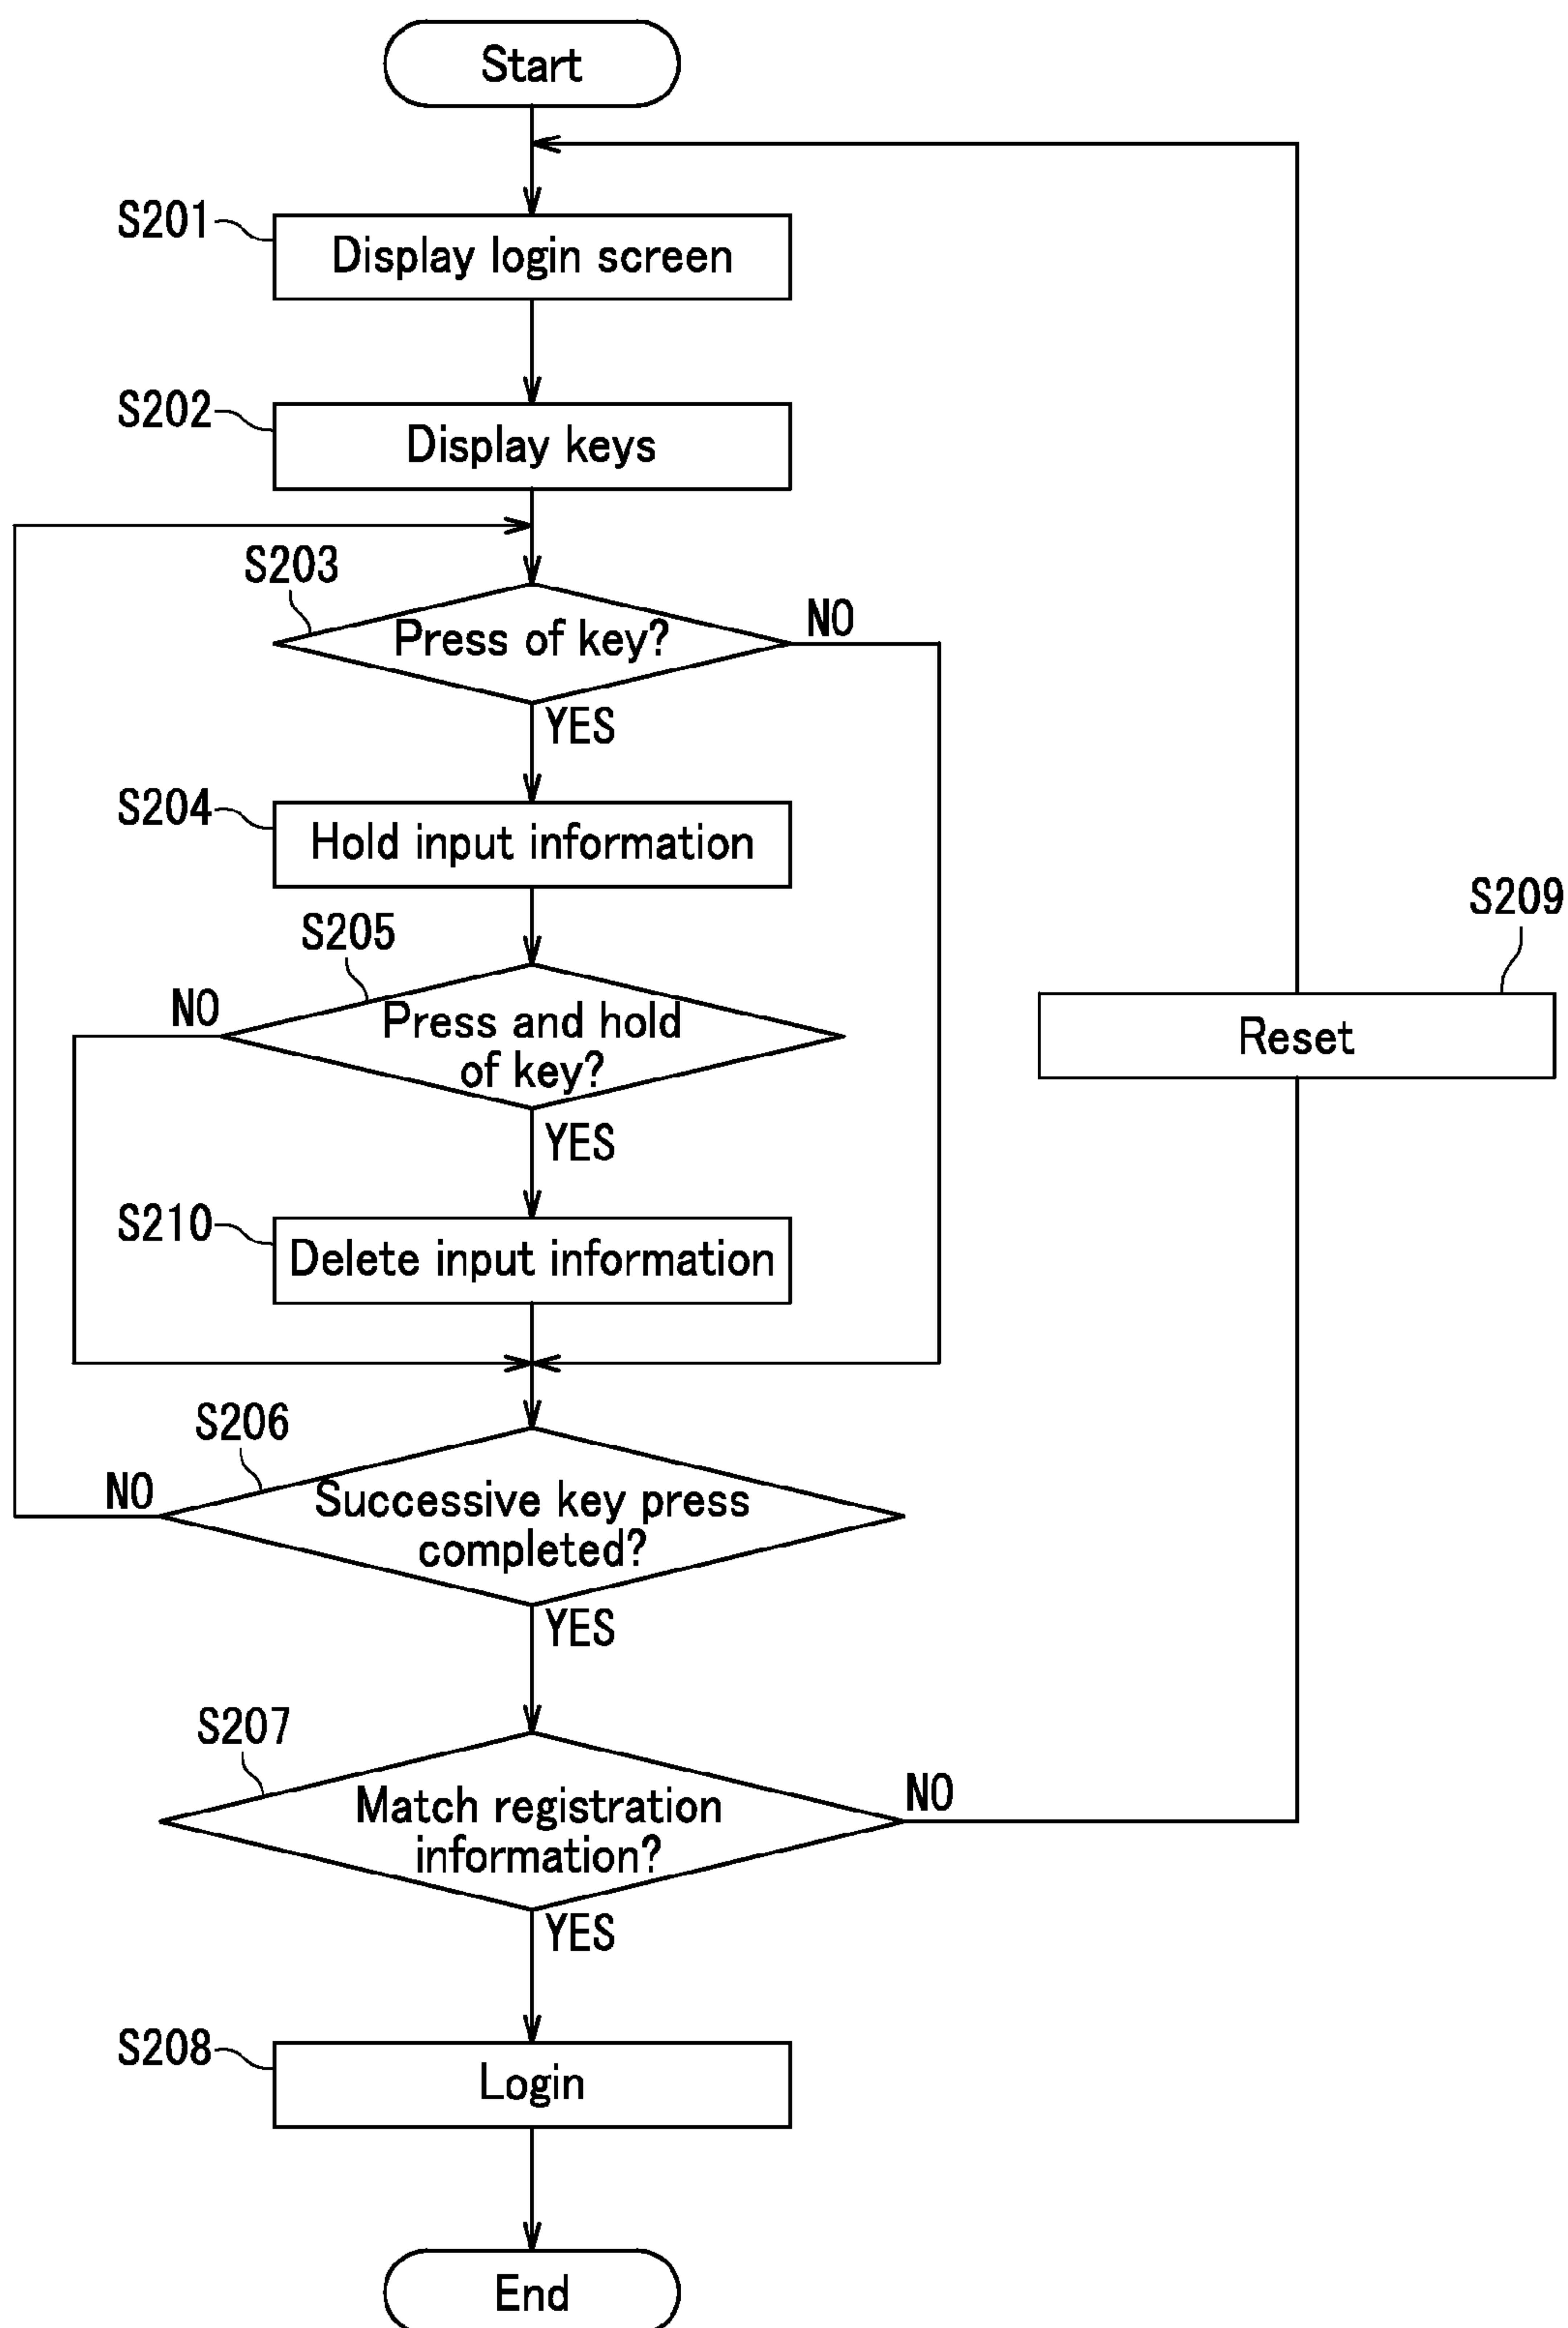 Start
S201
Display login screen
S202
Display keys
S203
Press of key?
NO
YES
S204
Hold input information
S205
Press and hold
of key?
NO
YES
S209
Reset
S210
Delete input information
S206
Successive key press
completed?
NO
YES
S207
Match registration
information?
NO
YES
S208
Login
End